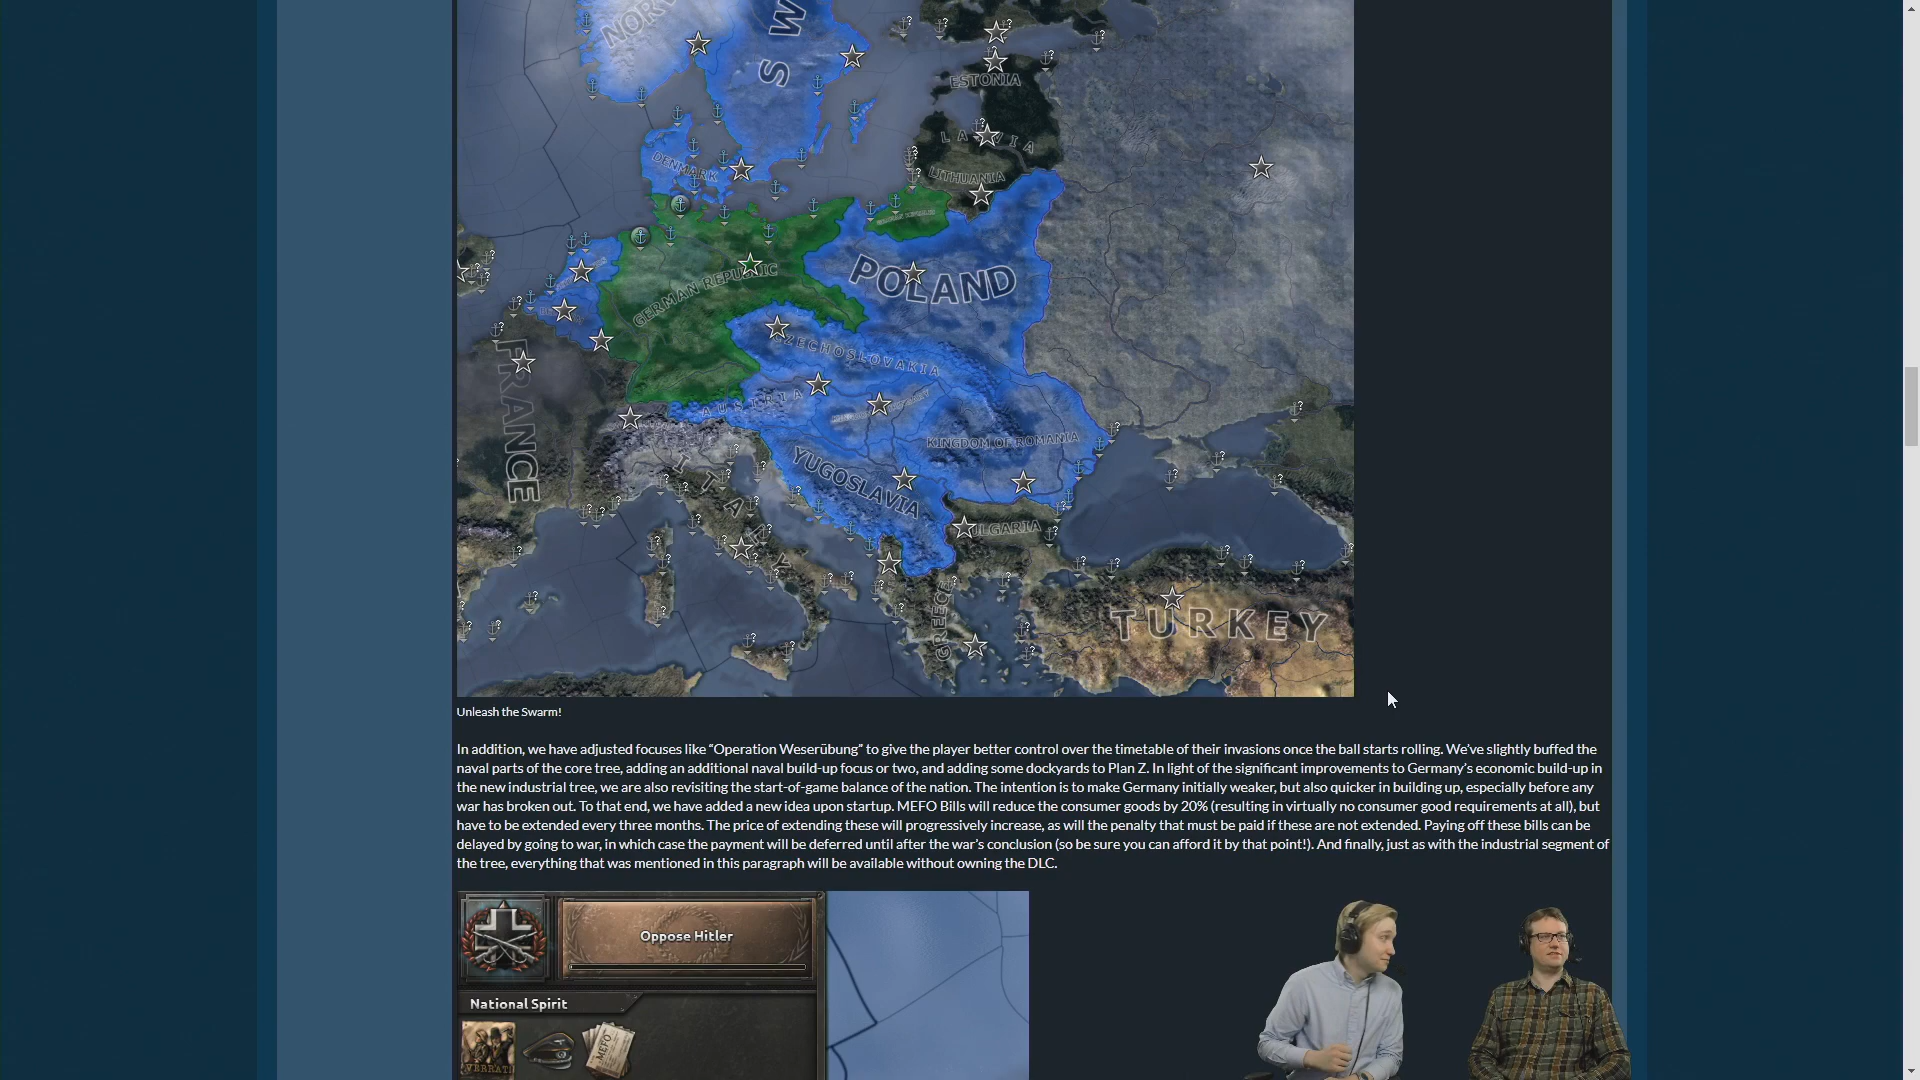 NOR
SW
ESTONIA
LATVIA
LITHUANIA
DENMARK
GERMAN REPUBLIC
POLAND
CZECHOSLOVAKIA
FRANCE
AUSTRIA
KINGDOM OF ROMANIA
ITALY
YUGOSLAVIA
BULGARIA
GREECE
TURKEY
Unleash the Swarm!
In addition, we have adjusted focuses like “Operation Weserübung” to give the player better control over the timetable of their invasions once the ball starts rolling. We’ve slightly buffed the
naval parts of the core tree, adding an additional naval build-up focus or two, and adding some dockyards to Plan Z. In light of the significant improvements to Germany’s economic build-up in
the new industrial tree, we are also revisiting the start-of-game balance of the nation. The intention is to make Germany initially weaker, but also quicker in building up, especially before any
war has broken out. To that end, we have added a new idea upon startup. MEFO Bills will reduce the consumer goods by 20% (resulting in virtually no consumer good requirements at all), but
have to be extended every three months. The price of extending these will progressively increase, as will the penalty that must be paid if these are not extended. Paying off these bills can be
delayed by going to war, in which case the payment will be deferred until after the war’s conclusion (so be sure you can afford it by that point!). And finally, just as with the industrial segment of
the tree, everything that was mentioned in this paragraph will be available without owning the DLC.
Oppose Hitler
National Spirit
VERRAT!
MEFO